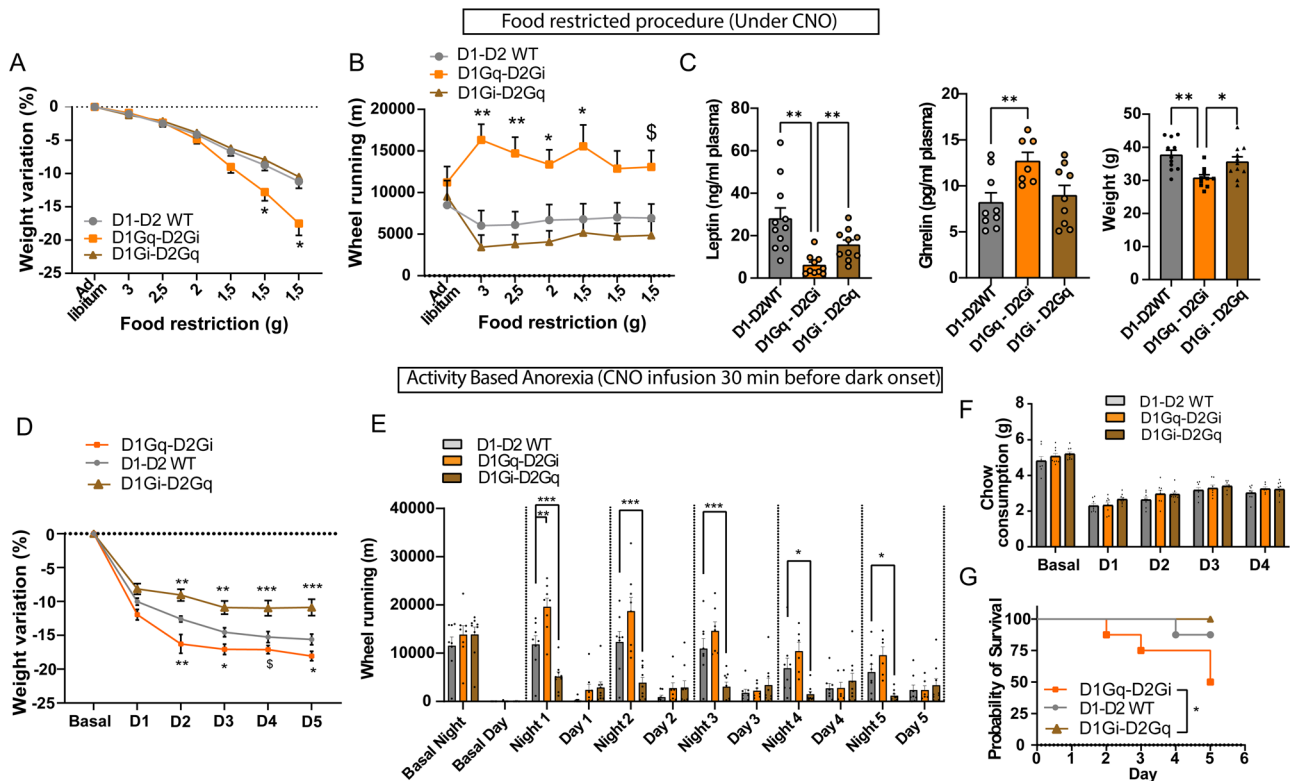 Food restricted procedure (Under CNO)
A
Weight variation (%)
0
-5
-10
-15
-20
-25
D1-D2 WT
D1Gq-D2Gi
D1Gi-D2Gq
*
*
Ad
libitum
3
2,5
2
1,5
1,5
1,5
Food restriction (g)
B
D1-D2 WT
D1Gq-D2Gi
D1Gi-D2Gq
Wheel running (m)
20000
15000
10000
5000
0
**
**
*
*
$
Ad
libitum
3
2,5
2
1,5
1,5
1,5
Food restriction (g)
C
Leptin (ng/ml plasma)
80
60
40
20
0
**
**
D1-D2WT
D1Gq - D2Gi
D1Gi - D2Gq
Ghrelin (pg/ml plasma)
20
15
10
5
0
**
D1-D2WT
D1Gq - D2Gi
D1Gi - D2Gq
Weight (g)
50
40
30
20
10
0
**
*
D1-D2WT
D1Gq - D2Gi
D1Gi - D2Gq
Activity Based Anorexia (CNO infusion 30 min before dark onset)
D
D1Gq-D2Gi
D1-D2 WT
D1Gi-D2Gq
Weight variation (%)
0
-5
-10
-15
-20
-25
**
**
***
***
**
*
$
*
Basal
D1
D2
D3
D4
D5
E
D1-D2 WT
D1Gq-D2Gi
D1Gi-D2Gq
Wheel running (m)
40000
30000
20000
10000
0
***
**
***
***
*
*
Basal Night
Basal Day
Night 1
Day 1
Night 2
Day 2
Night 3
Day 3
Night 4
Day 4
Night 5
Day 5
F
D1-D2 WT
D1Gq-D2Gi
D1Gi-D2Gq
Chow
consumption (g)
8
6
4
2
0
Basal
D1
D2
D3
D4
G
Probability of Survival
100
75
50
25
0
D1Gq-D2Gi
D1-D2 WT
D1Gi-D2Gq
*
0
1
2
3
4
5
6
Day